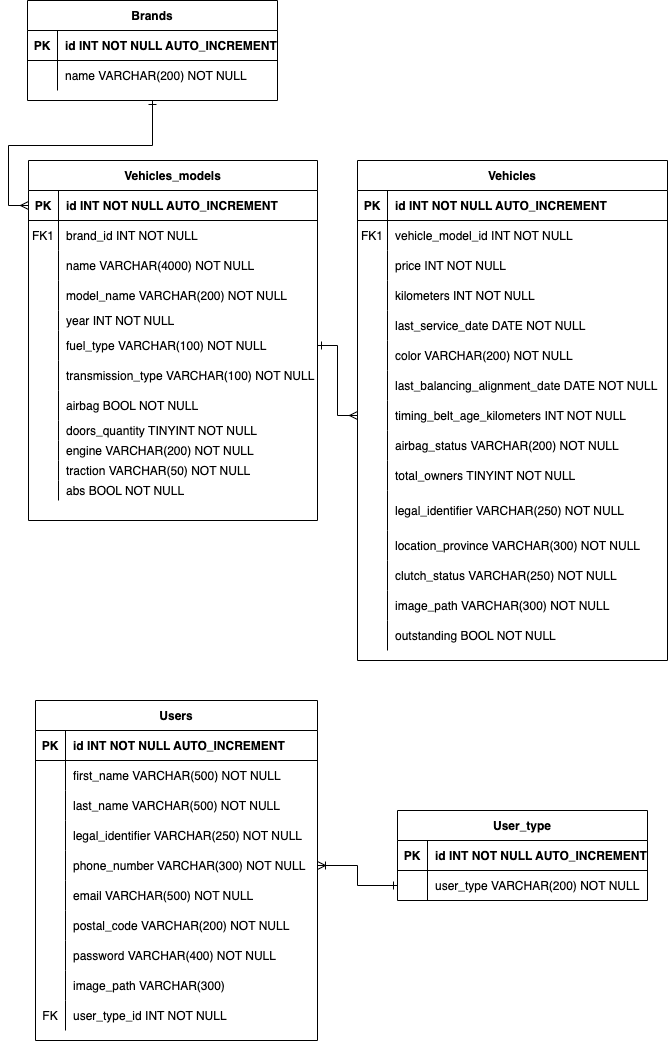 Brands
PK id INT NOT NULL AUTO_INCREMENT
name VARCHAR(200) NOT NULL
Vehicles_models
PK id INT NOT NULL AUTO_INCREMENT
FK1 brand_id INT NOT NULL
name VARCHAR(4000) NOT NULL
model_name VARCHAR(200) NOT NULL
year INT NOT NULL
fuel_type VARCHAR(100) NOT NULL
transmission_type VARCHAR(100) NOT NULL
airbag BOOL NOT NULL
doors_quantity TINYINT NOT NULL
engine VARCHAR(200) NOT NULL
traction VARCHAR(50) NOT NULL
abs BOOL NOT NULL
Vehicles
PK id INT NOT NULL AUTO_INCREMENT
FK1 vehicle_model_id INT NOT NULL
price INT NOT NULL
kilometers INT NOT NULL
last_service_date DATE NOT NULL
color VARCHAR(200) NOT NULL
last_balancing_alignment_date DATE NOT NULL
timing_belt_age_kilometers INT NOT NULL
airbag_status VARCHAR(200) NOT NULL
total_owners TINYINT NOT NULL
legal_identifier VARCHAR(250) NOT NULL
location_province VARCHAR(300) NOT NULL
clutch_status VARCHAR(250) NOT NULL
image_path VARCHAR(300) NOT NULL
outstanding BOOL NOT NULL
Users
PK id INT NOT NULL AUTO_INCREMENT
first_name VARCHAR(500) NOT NULL
last_name VARCHAR(500) NOT NULL
legal_identifier VARCHAR(250) NOT NULL
phone_number VARCHAR(300) NOT NULL
email VARCHAR(500) NOT NULL
postal_code VARCHAR(200) NOT NULL
password VARCHAR(400) NOT NULL
image_path VARCHAR(300)
FK user_type_id INT NOT NULL
User_type
PK id INT NOT NULL AUTO_INCREMENT
user_type VARCHAR(200) NOT NULL